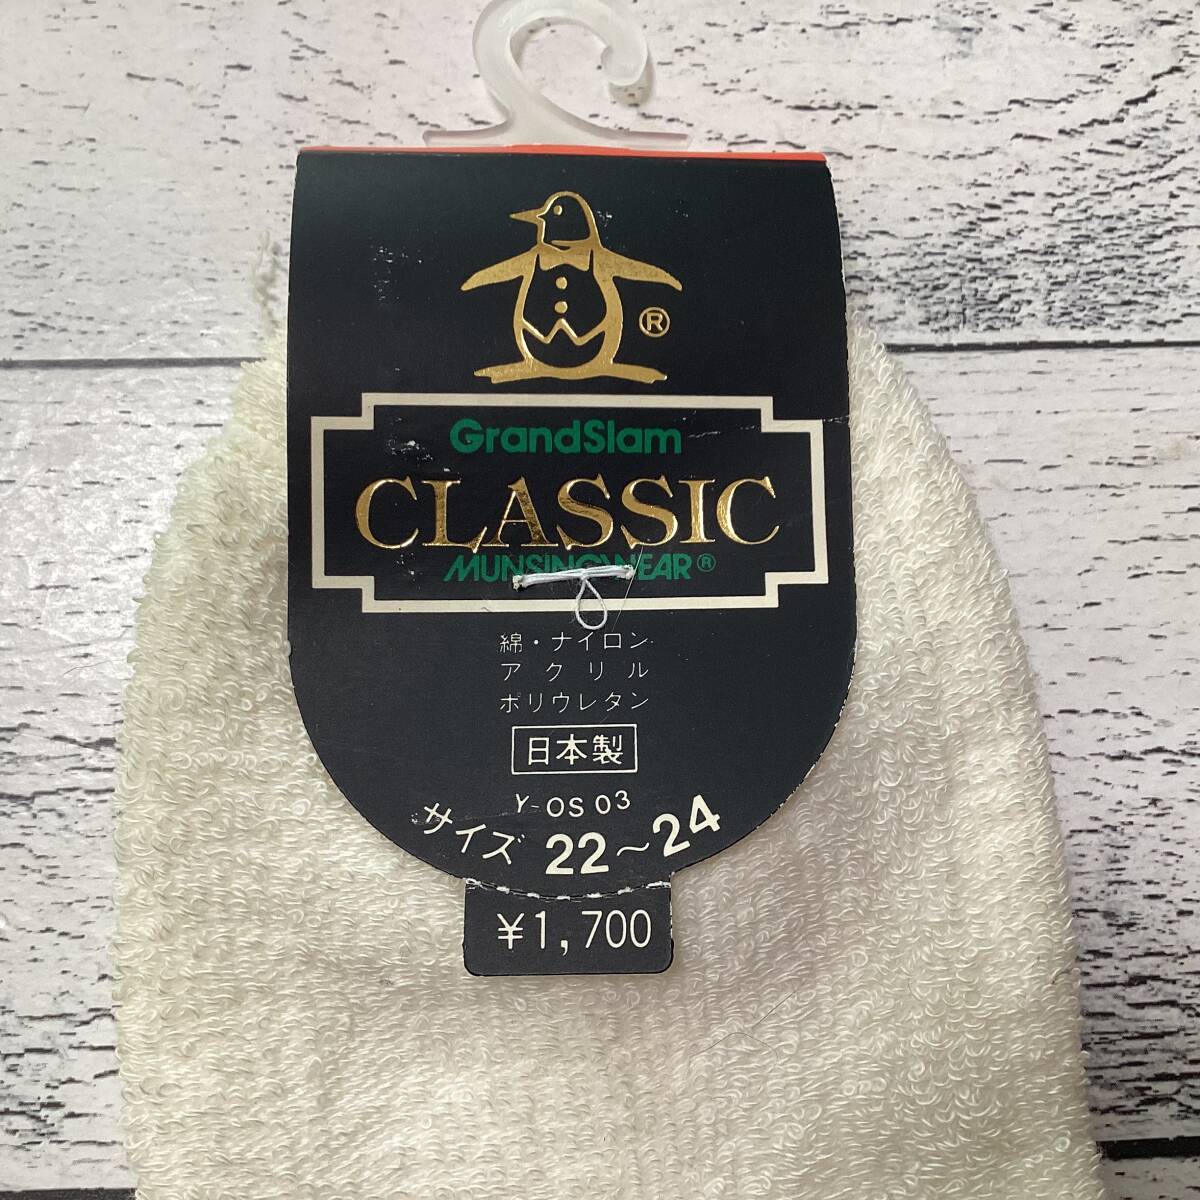 ®
GrandSlam
CLASSIC
MUNSINGWEAR®
綿・ナイロン
アクリル
ポリウレタン
日本製
Y-OS 03
サイズ 22〜24
¥1,700